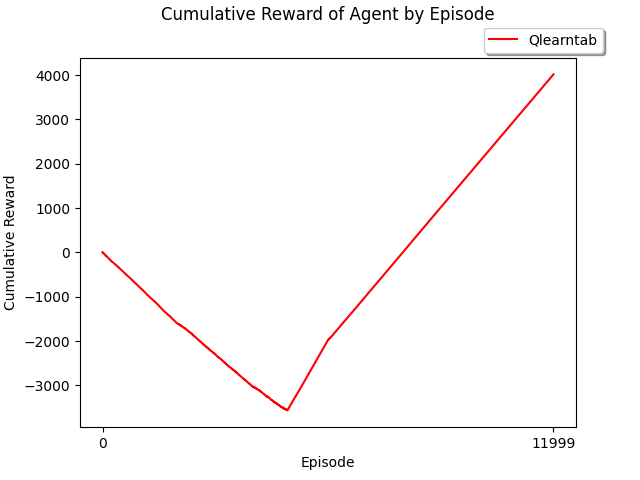 Cumulative Reward of Agent by Episode
Qlearntab
4000
3000
2000
1000
0
−1000
−2000
−3000
Cumulative Reward
0
11999
Episode